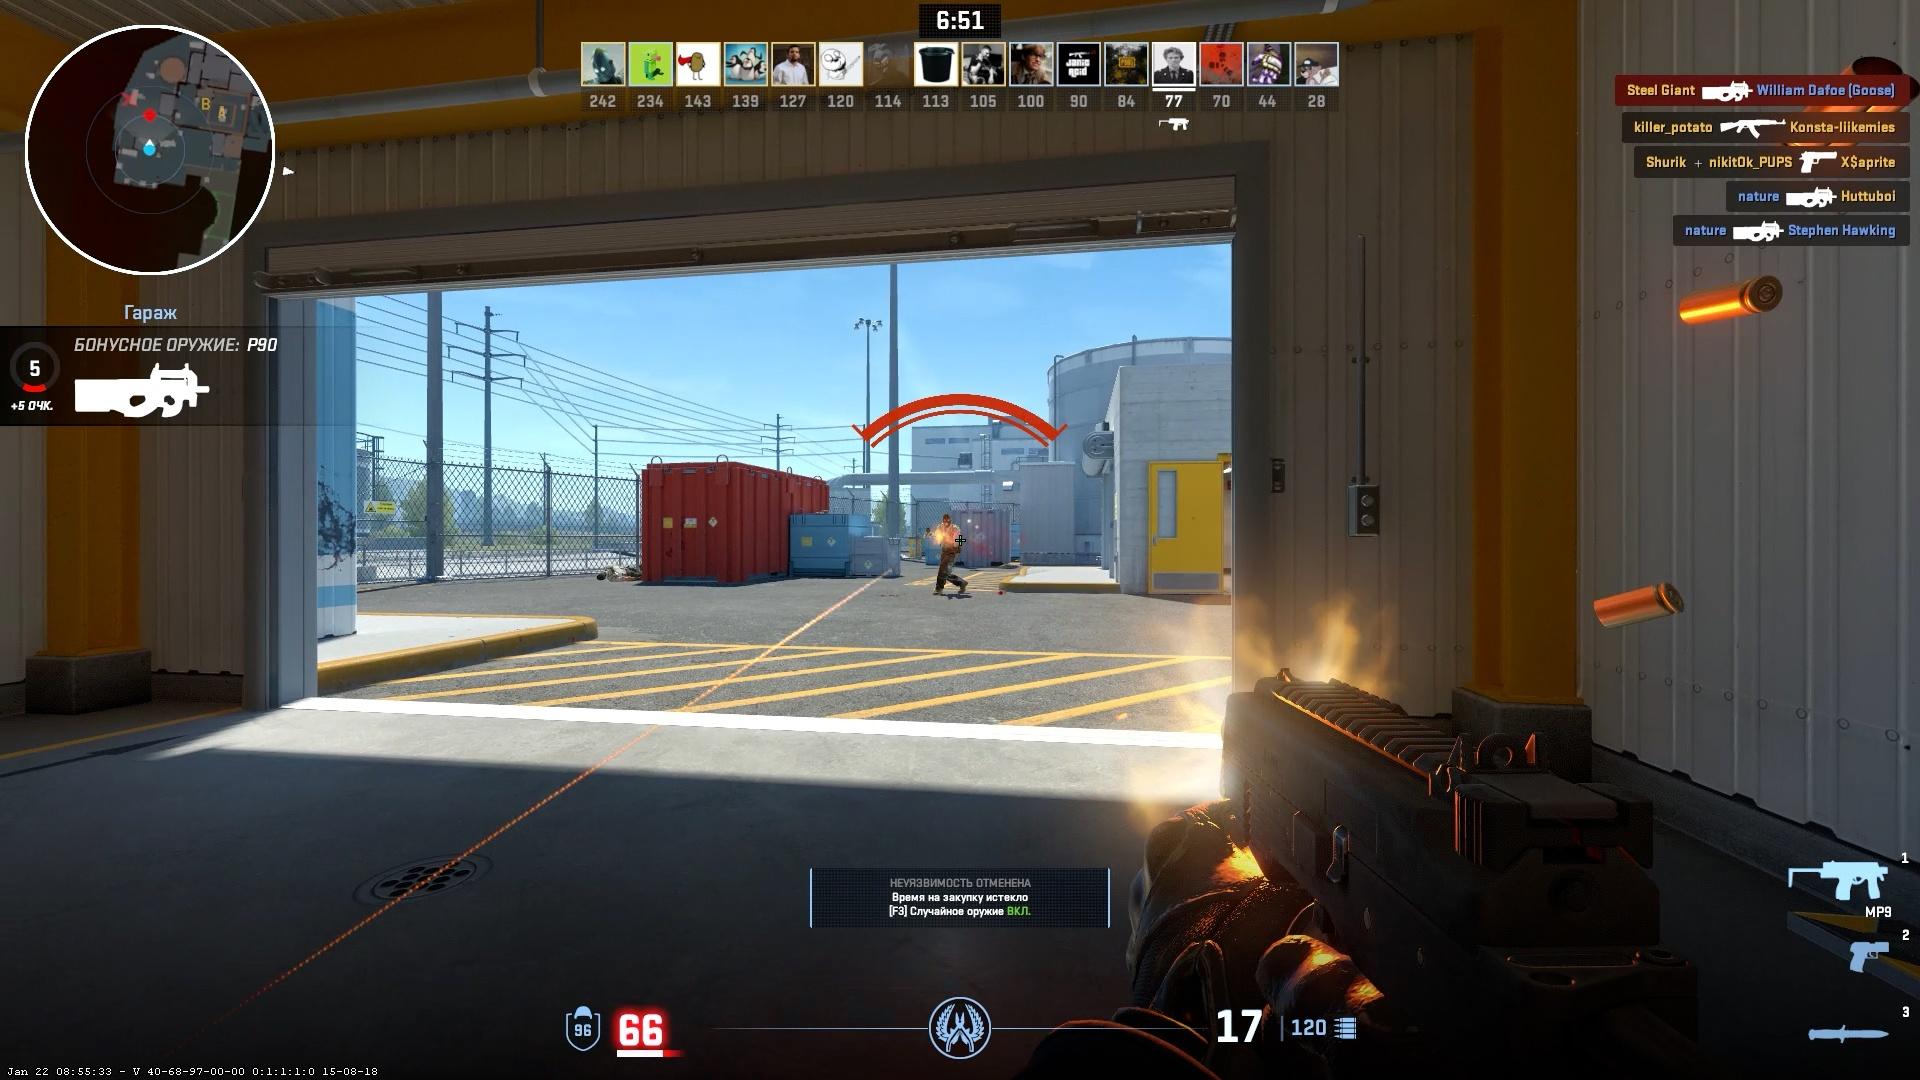 6:51
242 234 143 139 127 120 114 113 105 100 90 84 77 70 44 28
B A
JANIC ACID
PUBG
Steel Giant William Dafoe (Goose)
killer_potato Konsta-liikemies
Shurik + nikit0k_PUPS X$aprite
nature Huttuboi
nature Stephen Hawking
Гараж
БОНУСНОЕ ОРУЖИЕ: P90
5
+5 ОЧК.
НЕУЯЗВИМОСТЬ ОТМЕНЕНА
Время на закупку истекло
[F3] Случайное оружие ВКЛ.
1
MP9
2
3
96 66
17 120
Jan 22 08:55:33 - V 40-68-97-00-00 0:1:1:1:0 15-08-18